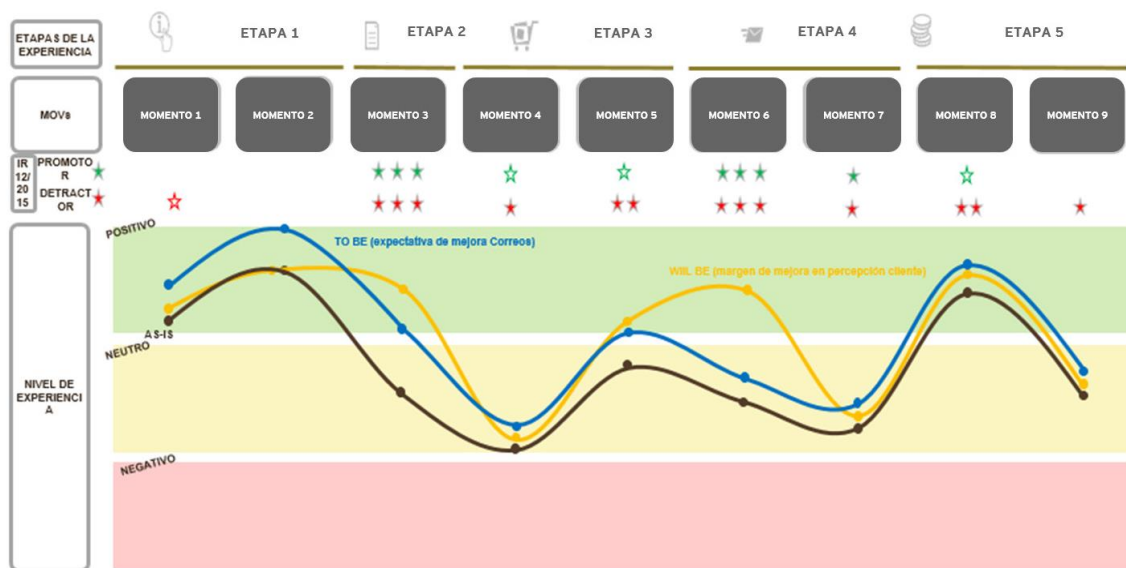 ETAPAS DE LA
EXPERIENCIA
ETAPA 1
ETAPA 2
ETAPA 3
ETAPA 4
ETAPA 5
MOVs
MOMENTO 1
MOMENTO 2
MOMENTO 3
MOMENTO 4
MOMENTO 5
MOMENTO 6
MOMENTO 7
MOMENTO 8
MOMENTO 9
IR
12/
20
15
PROMOTO
R
DETRACT
OR
POSITIVO
TO BE (expectativa de mejora Correos)
WIIL BE (margen de mejora en percepción cliente)
AS-IS
NEUTRO
NIVEL DE
EXPERIENCI
A
NEGATIVO